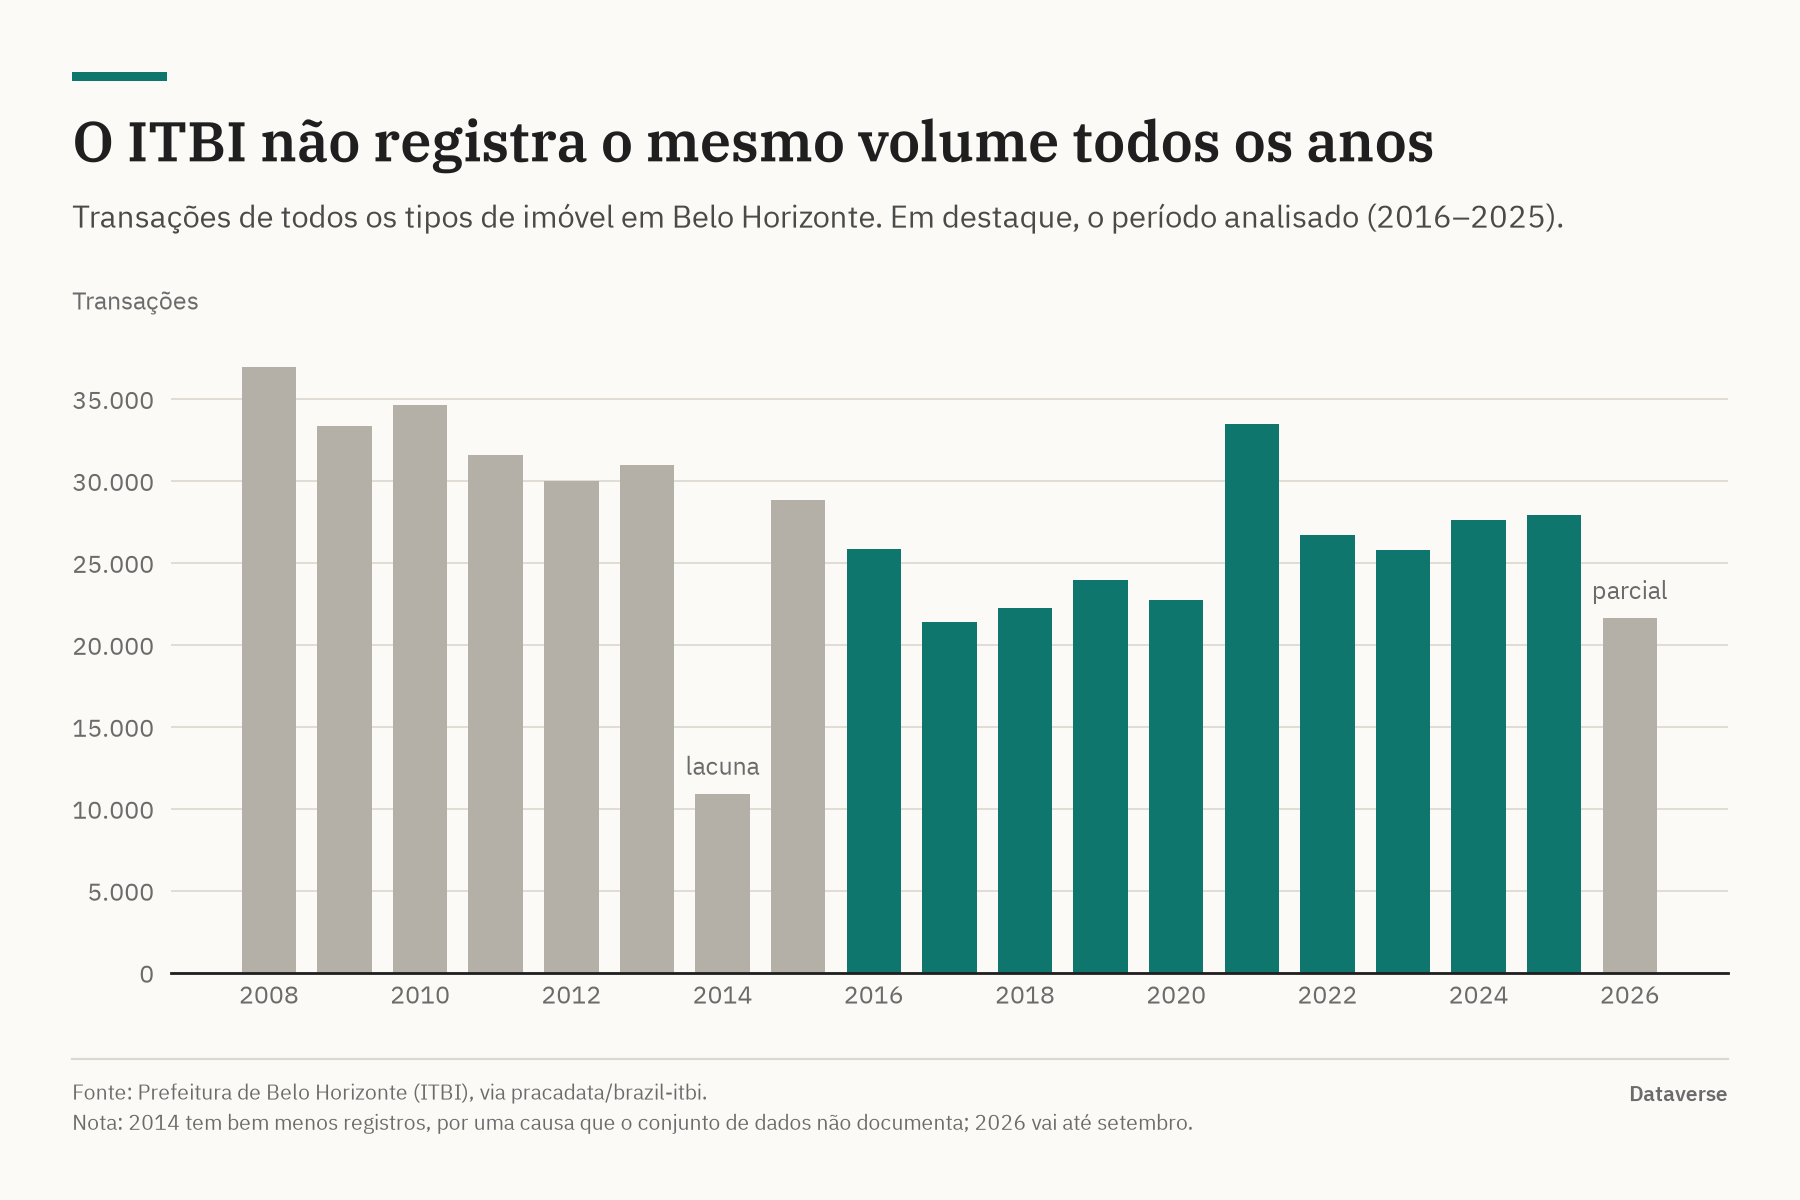 O ITBI não registra o mesmo volume todos os anos
Transações de todos os tipos de imóvel em Belo Horizonte. Em destaque, o período analisado (2016–2025).
Transações
35.000
30.000
25.000
parcial
20.000
15.000
lacuna
10.000
5.000
0
2008 2010 2012 2014 2016 2018 2020 2022 2024 2026
Fonte: Prefeitura de Belo Horizonte (ITBI), via pracadata/brazil-itbi.
Dataverse
Nota: 2014 tem bem menos registros, por uma causa que o conjunto de dados não documenta; 2026 vai até setembro.